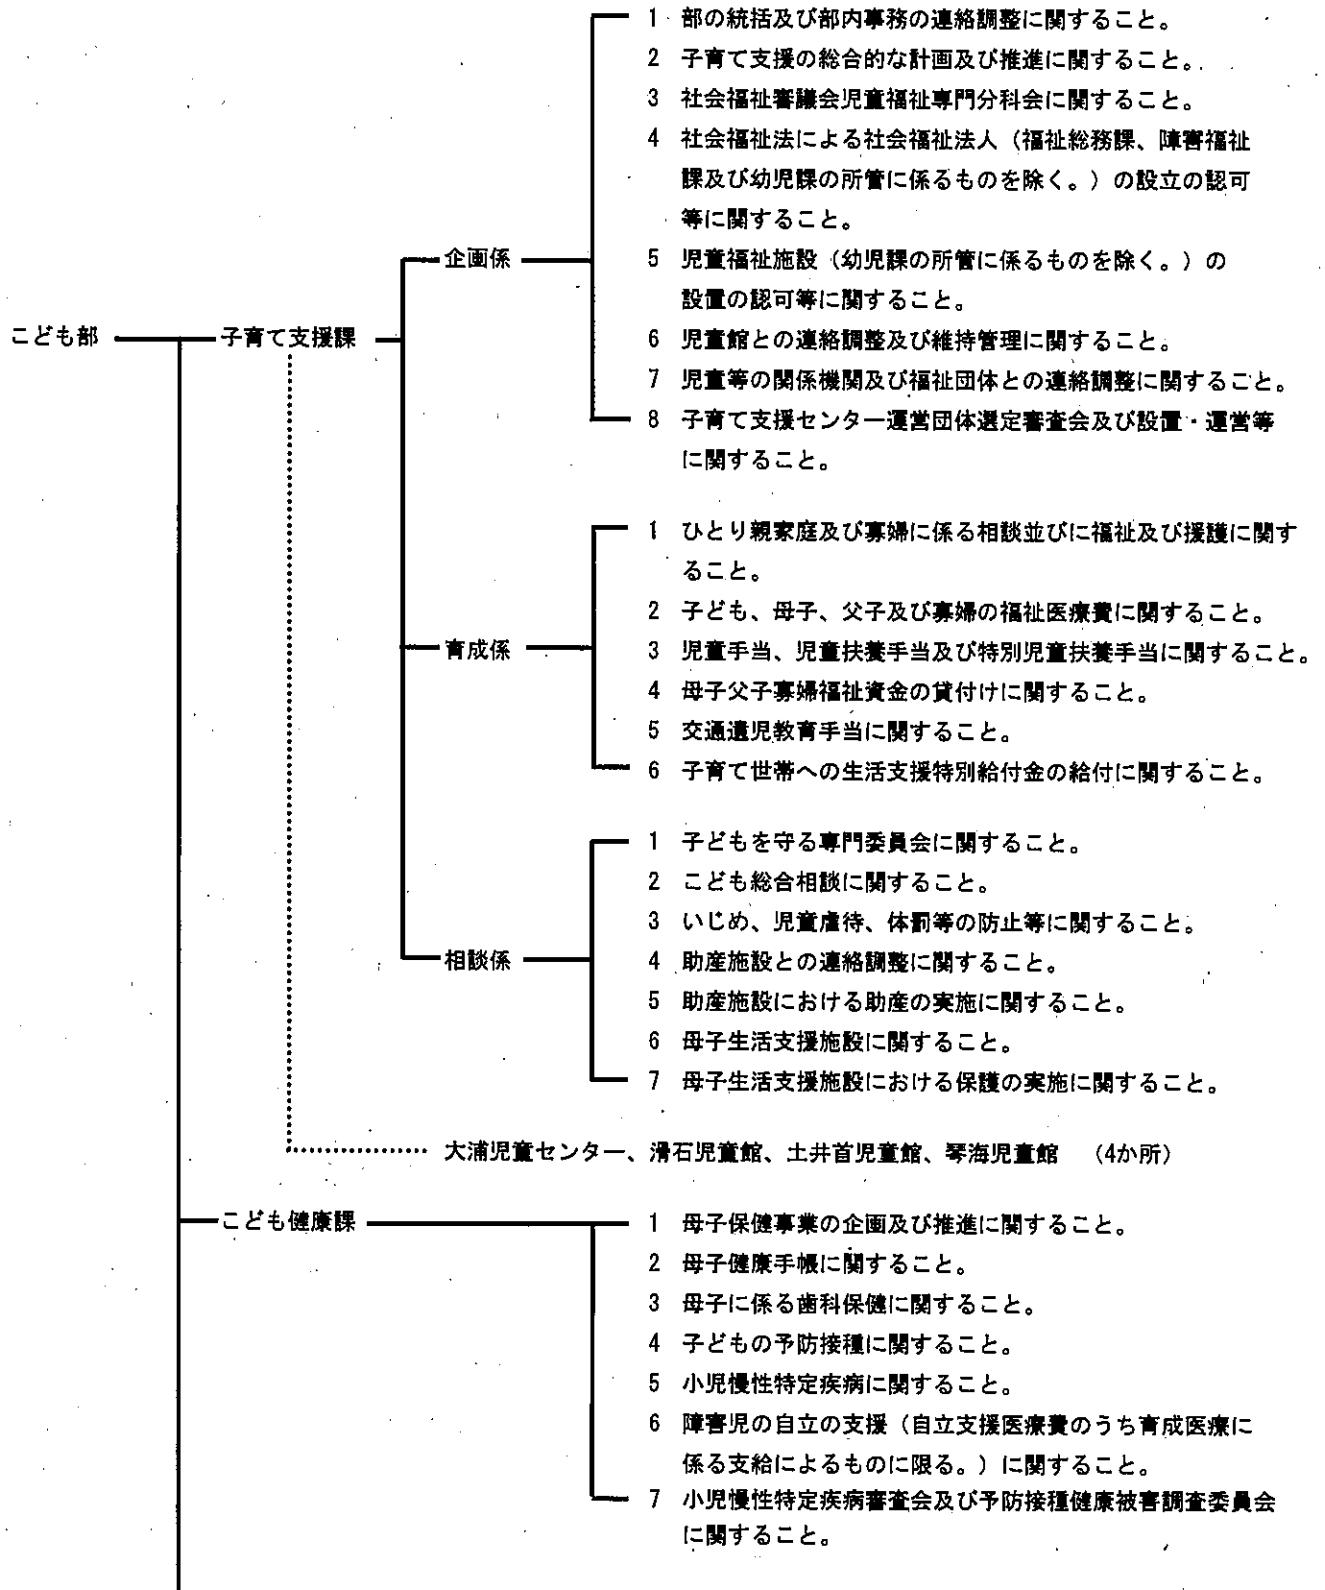 こども部
子育て支援課
企画係
1 部の統括及び部内事務の連絡調整に関すること。
2 子育て支援の総合的な計画及び推進に関すること。
3 社会福祉審議会児童福祉専門分科会に関すること。
4 社会福祉法による社会福祉法人（福祉総務課、障害福祉
課及び幼児課の所管に係るものを除く。）の設立の認可
等に関すること。
5 児童福祉施設（幼児課の所管に係るものを除く。）の
設置の認可等に関すること。
6 児童館との連絡調整及び維持管理に関すること。
7 児童等の関係機関及び福祉団体との連絡調整に関すること。
8 子育て支援センター運営団体選定審査会及び設置・運営等
に関すること。
育成係
1 ひとり親家庭及び寡婦に係る相談並びに福祉及び援護に関す
ること。
2 子ども、母子、父子及び寡婦の福祉医療費に関すること。
3 児童手当、児童扶養手当及び特別児童扶養手当に関すること。
4 母子父子寡婦福祉資金の貸付けに関すること。
5 交通遺児教育手当に関すること。
6 子育て世帯への生活支援特別給付金の給付に関すること。
相談係
1 子どもを守る専門委員会に関すること。
2 こども総合相談に関すること。
3 いじめ、児童虐待、体罰等の防止等に関すること。
4 助産施設との連絡調整に関すること。
5 助産施設における助産の実施に関すること。
6 母子生活支援施設に関すること。
7 母子生活支援施設における保護の実施に関すること。
大浦児童センター、滑石児童館、土井首児童館、琴海児童館 （4か所）
こども健康課
1 母子保健事業の企画及び推進に関すること。
2 母子健康手帳に関すること。
3 母子に係る歯科保健に関すること。
4 子どもの予防接種に関すること。
5 小児慢性特定疾病に関すること。
6 障害児の自立の支援（自立支援医療費のうち育成医療に
係る支給によるものに限る。）に関すること。
7 小児慢性特定疾病審査会及び予防接種健康被害調査委員会
に関すること。